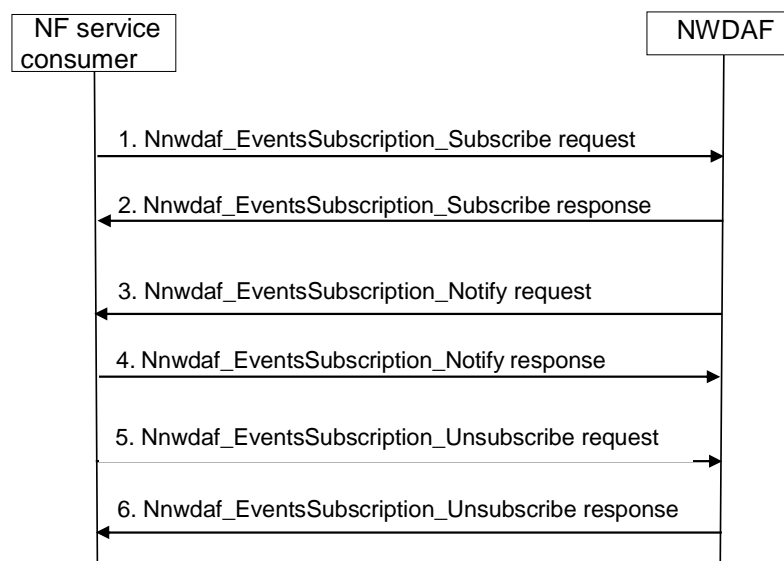 NF service
consumer
NWDAF
1. Nnwdaf_EventsSubscription_Subscribe request
2. Nnwdaf_EventsSubscription_Subscribe response
3. Nnwdaf_EventsSubscription_Notify request
4. Nnwdaf_EventsSubscription_Notify response
5. Nnwdaf_EventsSubscription_Unsubscribe request
6. Nnwdaf_EventsSubscription_Unsubscribe response